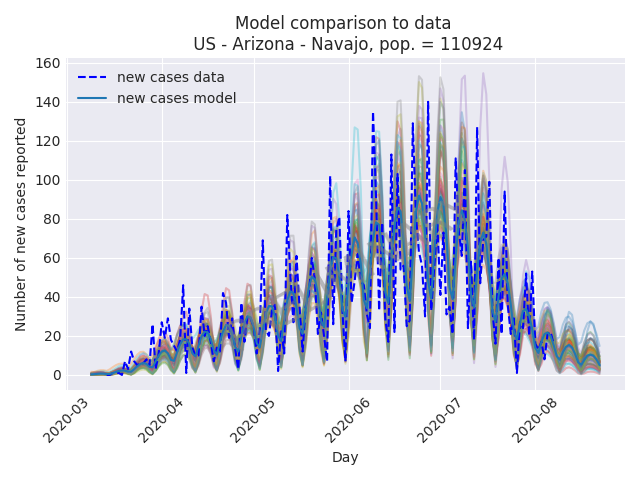 Model comparison to data
US - Arizona - Navajo, pop. = 110924
160
140
120
100
80
60
40
20
0
Number of new cases reported
new cases data
new cases model
2020-03
2020-04
2020-05
2020-06
2020-07
2020-08
Day